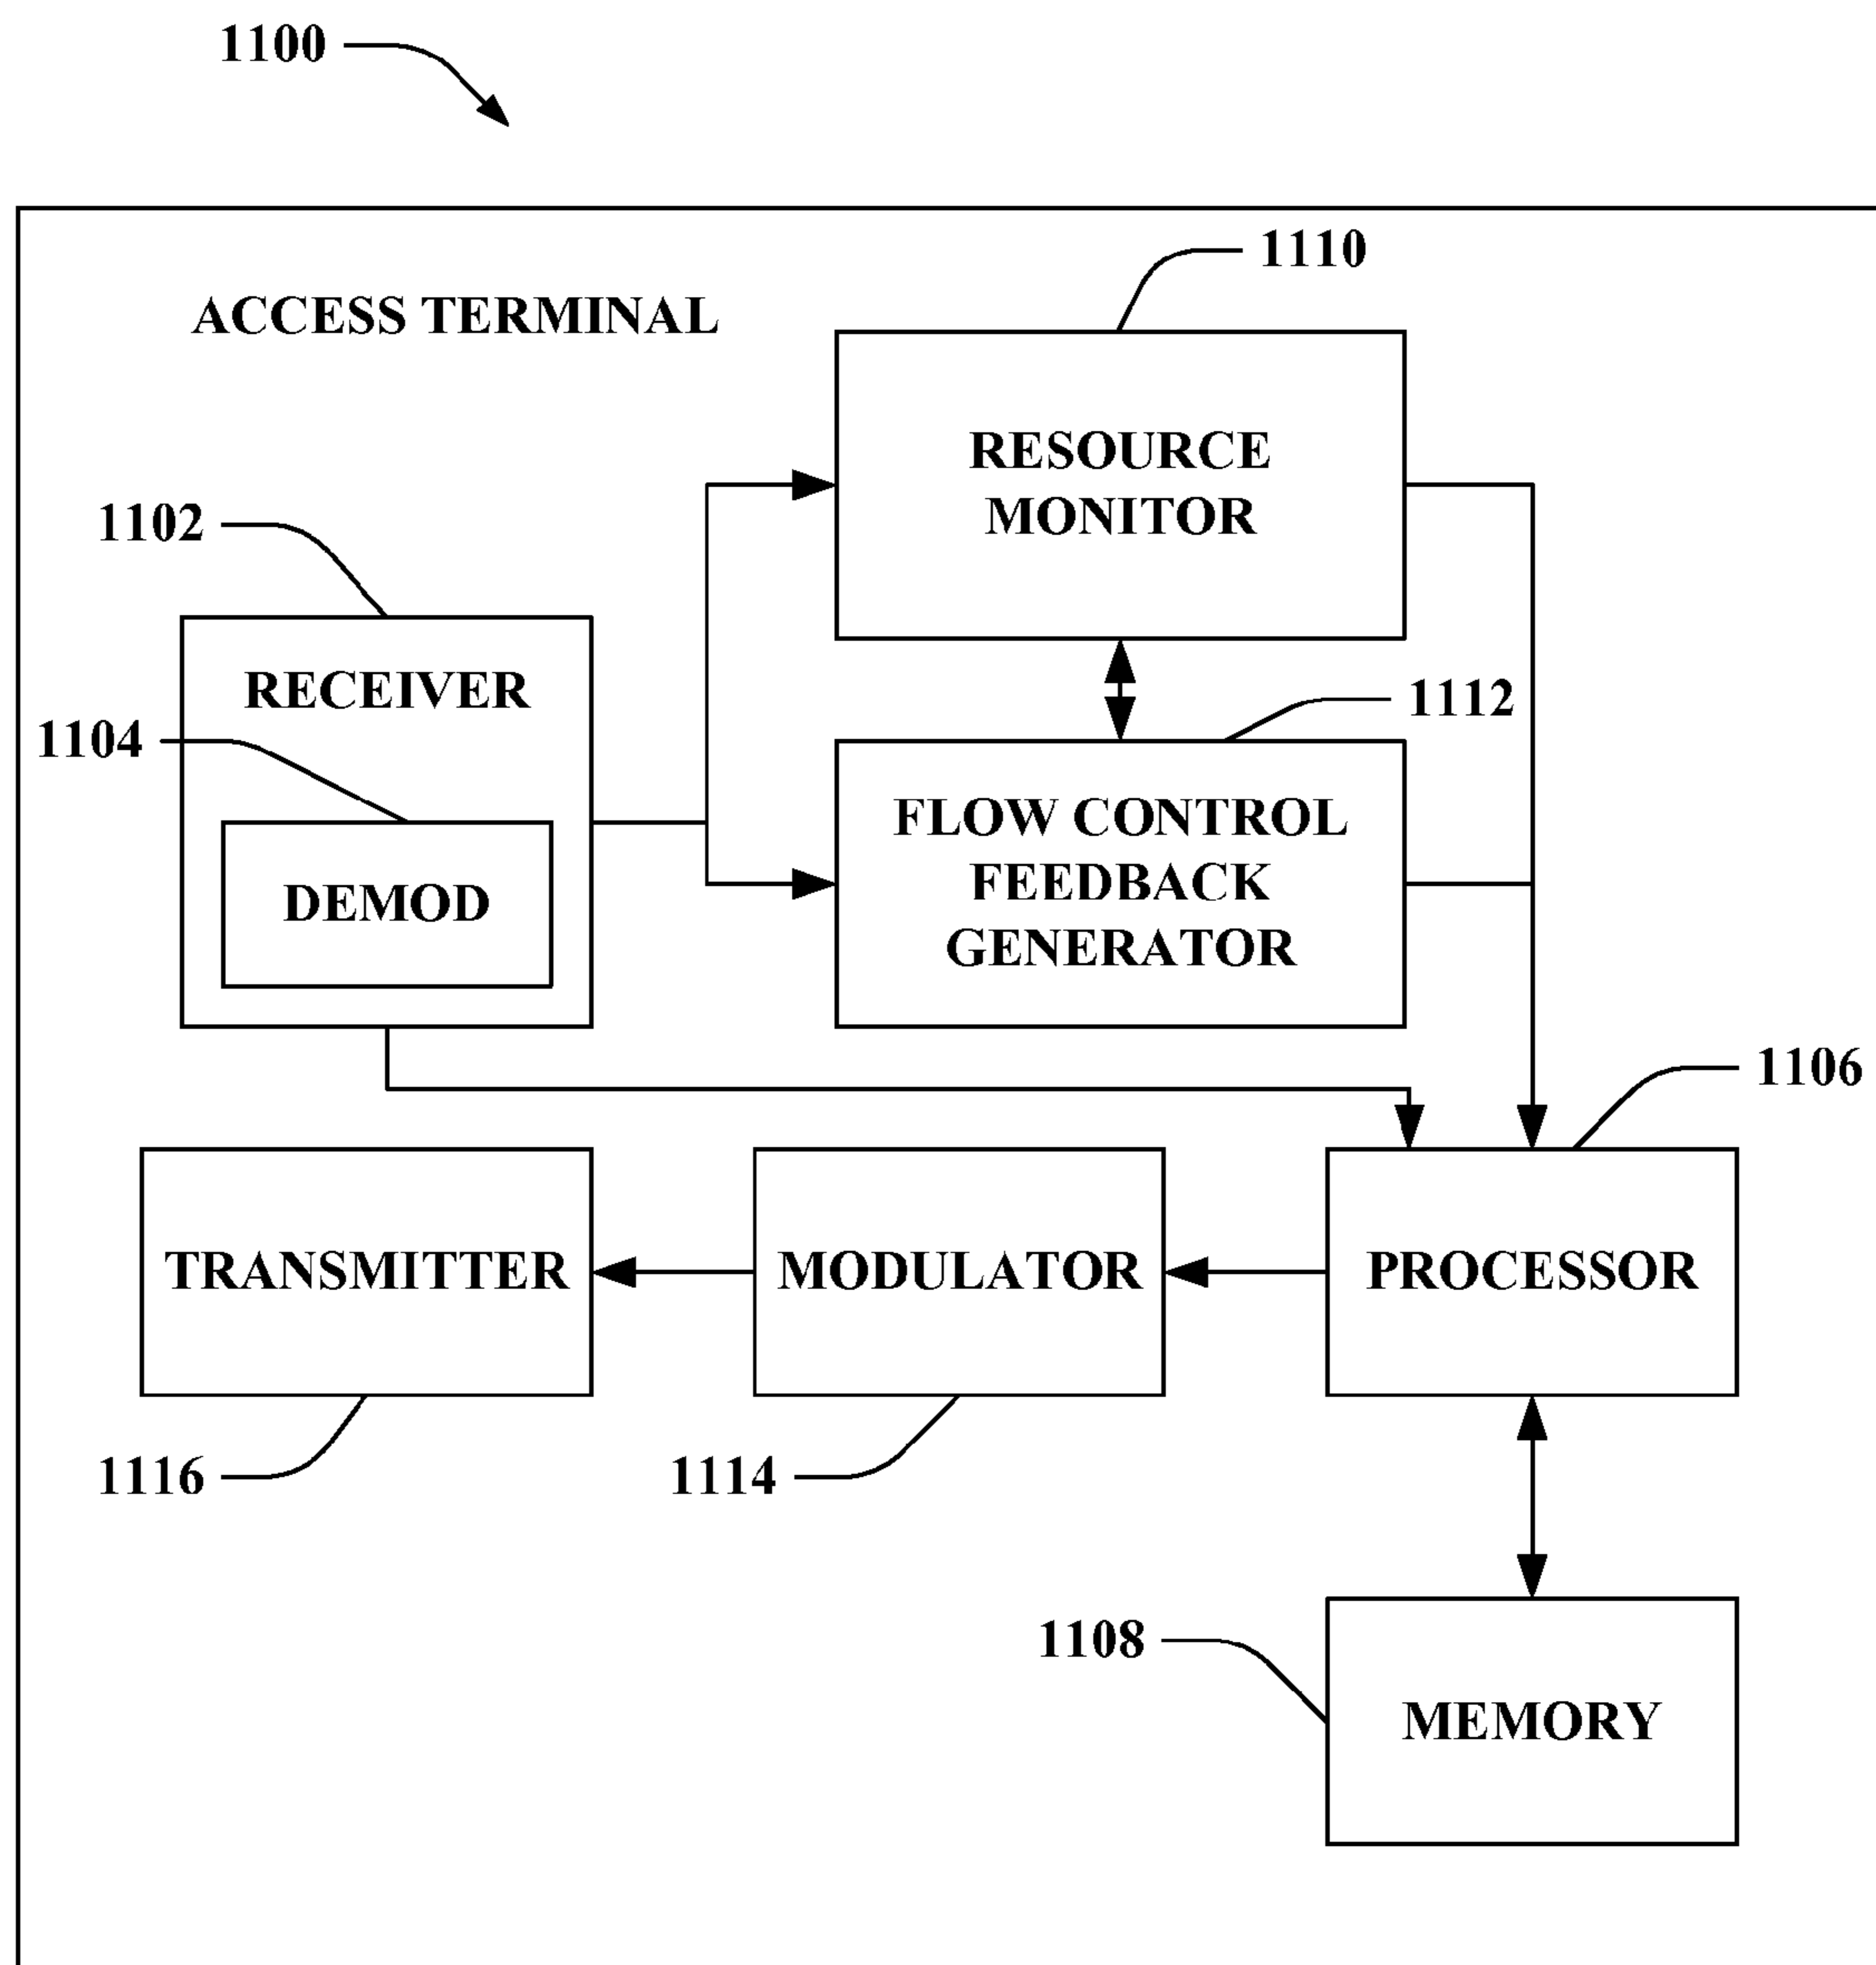 1100
1110
ACCESS TERMINAL
RESOURCE
MONITOR
1102
RECEIVER
1112
1104
FLOW CONTROL
FEEDBACK
GENERATOR
DEMOD
1106
TRANSMITTER
MODULATOR
PROCESSOR
1116
1114
1108
MEMORY